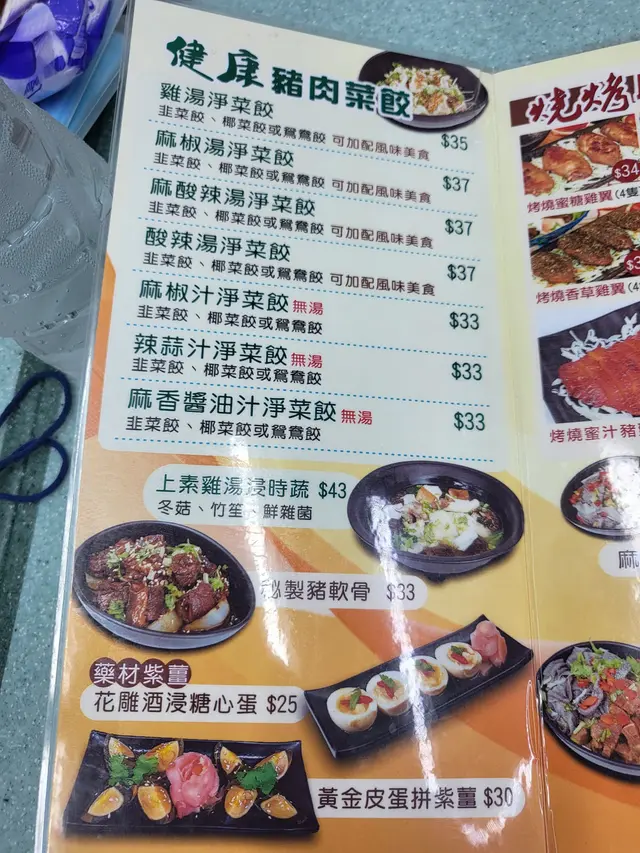 健康豬肉菜餃
雞湯淨菜餃 $35
韭菜餃、椰菜餃或鴛鴦餃 可加配風味美食
麻椒湯淨菜餃 $37
韭菜餃、椰菜餃或鴛鴦餃 可加配風味美食
麻酸辣湯淨菜餃 $37
韭菜餃、椰菜餃或鴛鴦餃 可加配風味美食
酸辣湯淨菜餃 $37
韭菜餃、椰菜餃或鴛鴦餃 可加配風味美食
麻椒汁淨菜餃 無湯 $33
韭菜餃、椰菜餃或鴛鴦餃
辣蒜汁淨菜餃 無湯 $33
韭菜餃、椰菜餃或鴛鴦餃
麻香醬油汁淨菜餃 無湯 $33
韭菜餃、椰菜餃或鴛鴦餃
上素雞湯浸時蔬 $43
冬菇、竹笙、鮮雜菌
秘製豬軟骨 $33
藥材紫薑
花雕酒浸糖心蛋 $25
黃金皮蛋拼紫薑 $30
燒烤
$34
烤燒蜜糖雞翼 (4隻
烤燒香草雞翼 (4
烤燒蜜汁豬
麻